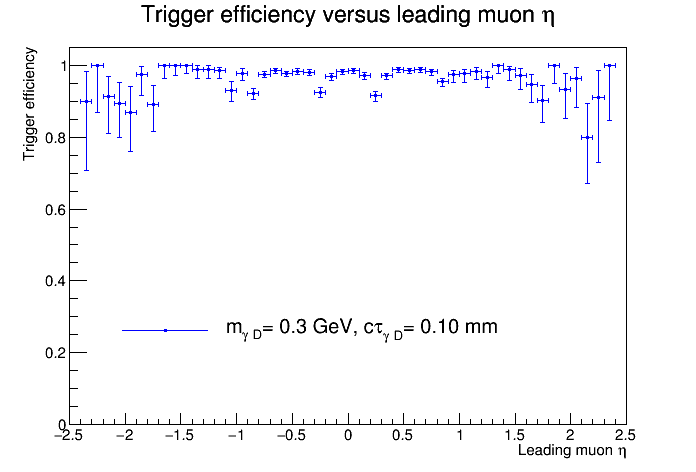 Trigger efficiency versus leading muon η
Trigger efficiency
1
0.8
0.6
0.4
0.2
0
mγ D= 0.3 GeV, cτγ D= 0.10 mm
−2.5 −2 −1.5 −1 −0.5 0 0.5 1 1.5 2 2.5
Leading muon η